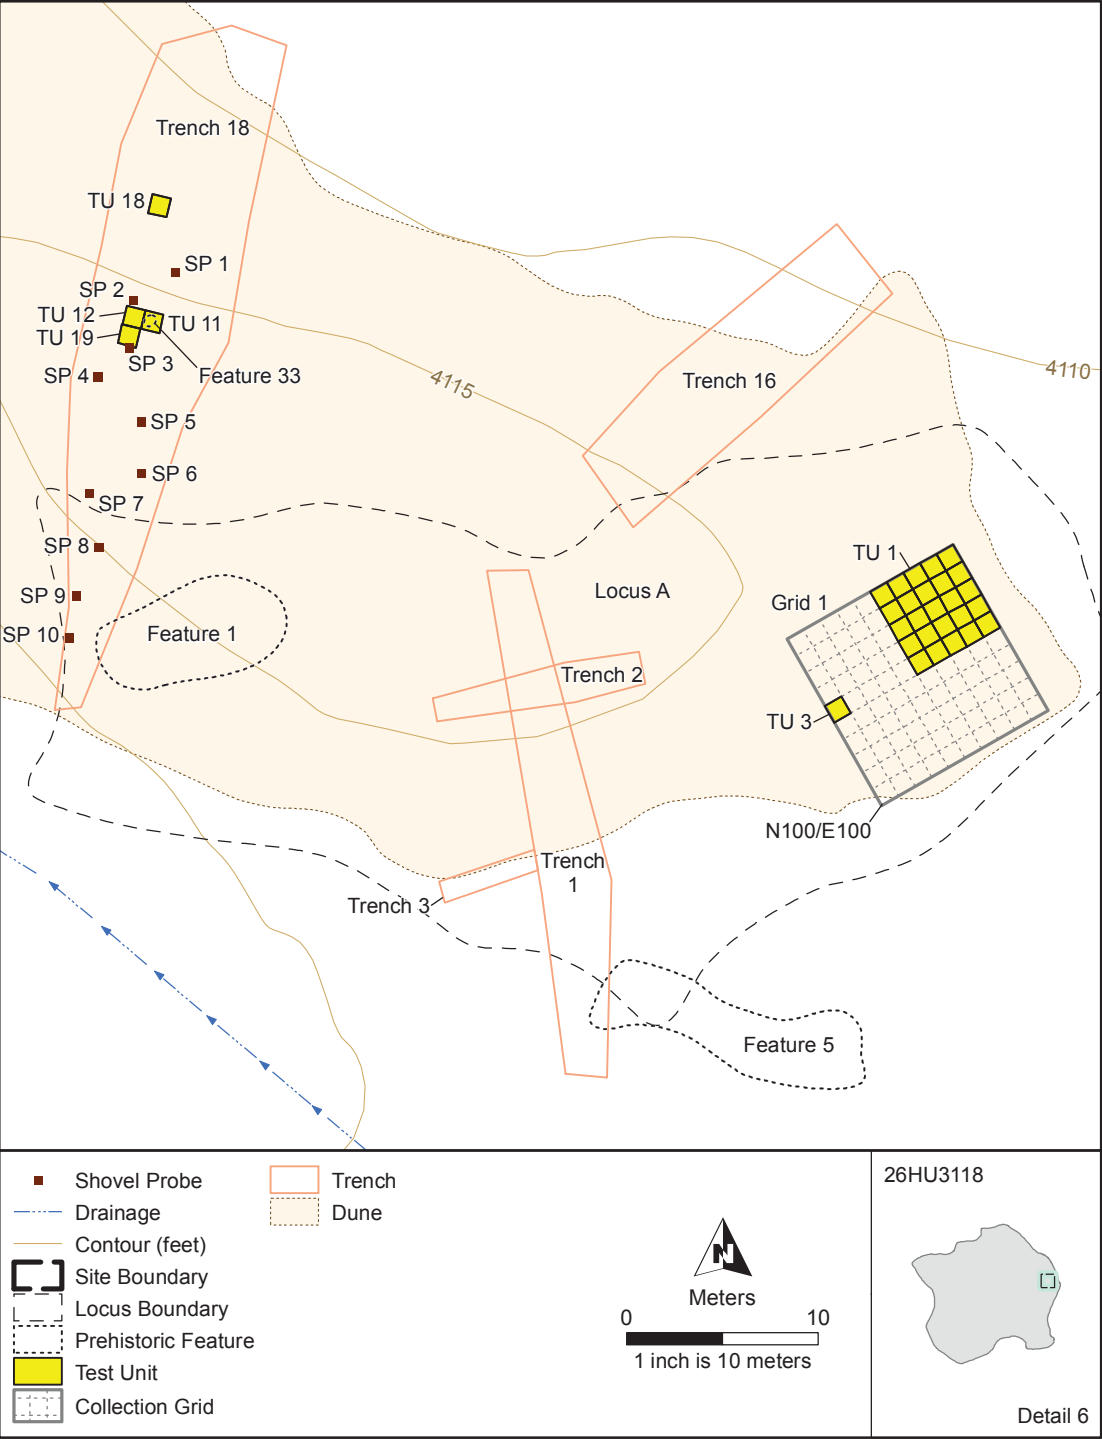 Trench 18
TU 18
SP 1
SP 2
TU 12
TU 11
TU 19
SP 3
SP 4
Feature 33
4115
Trench 16
4110
SP 5
SP 6
SP 7
SP 8
TU 1
SP 9
Locus A
Grid 1
SP 10
Feature 1
Trench 2
TU 3
N100/E100
Trench
1
Trench 3
Feature 5
Shovel Probe
Drainage
Contour (feet)
Site Boundary
Locus Boundary
Prehistoric Feature
Test Unit
Collection Grid
Trench
Dune
N
Meters
0 10
1 inch is 10 meters
26HU3118
Detail 6